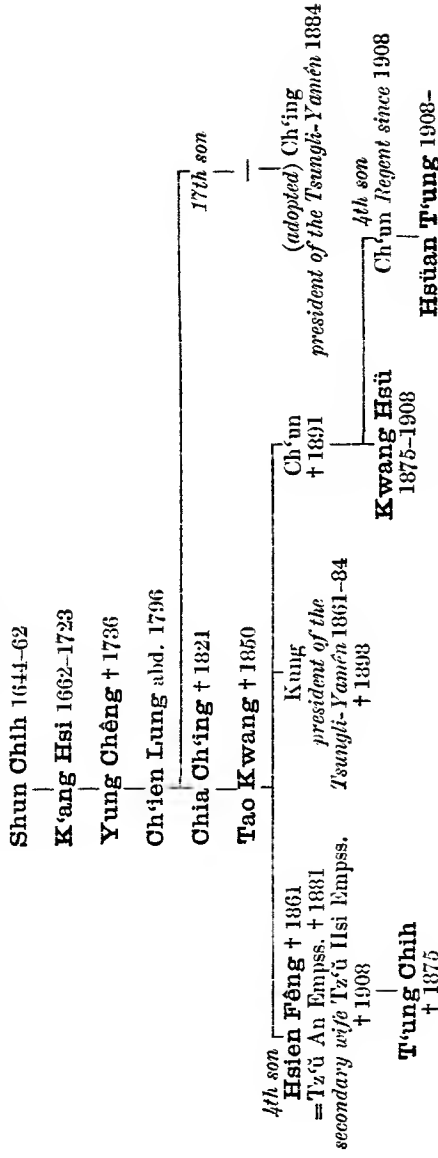 Shun Chih 1644–62
K‘ang Hsi 1662–1723
Yung Chêng † 1736
Ch‘ien Lung abd. 1796
17th son
Chia Ch‘ing † 1821
Tao Kwang † 1850
(adopted) Ch‘ing
president of the Tsungli-Yamên 1884
4th son
Hsien Fêng † 1861
=Tz‘ŭ An Empss. † 1881
secondary wife Tz‘ŭ Hsi Empss.
† 1908
Kung
president of the
Tsungli-Yamên 1861–84
† 1898
Ch‘un
† 1891
T‘ung Chih
† 1875
Kwang Hsü
1875–1908
4th son
Ch‘un Regent since 1908
Hsüan T‘ung 1908–